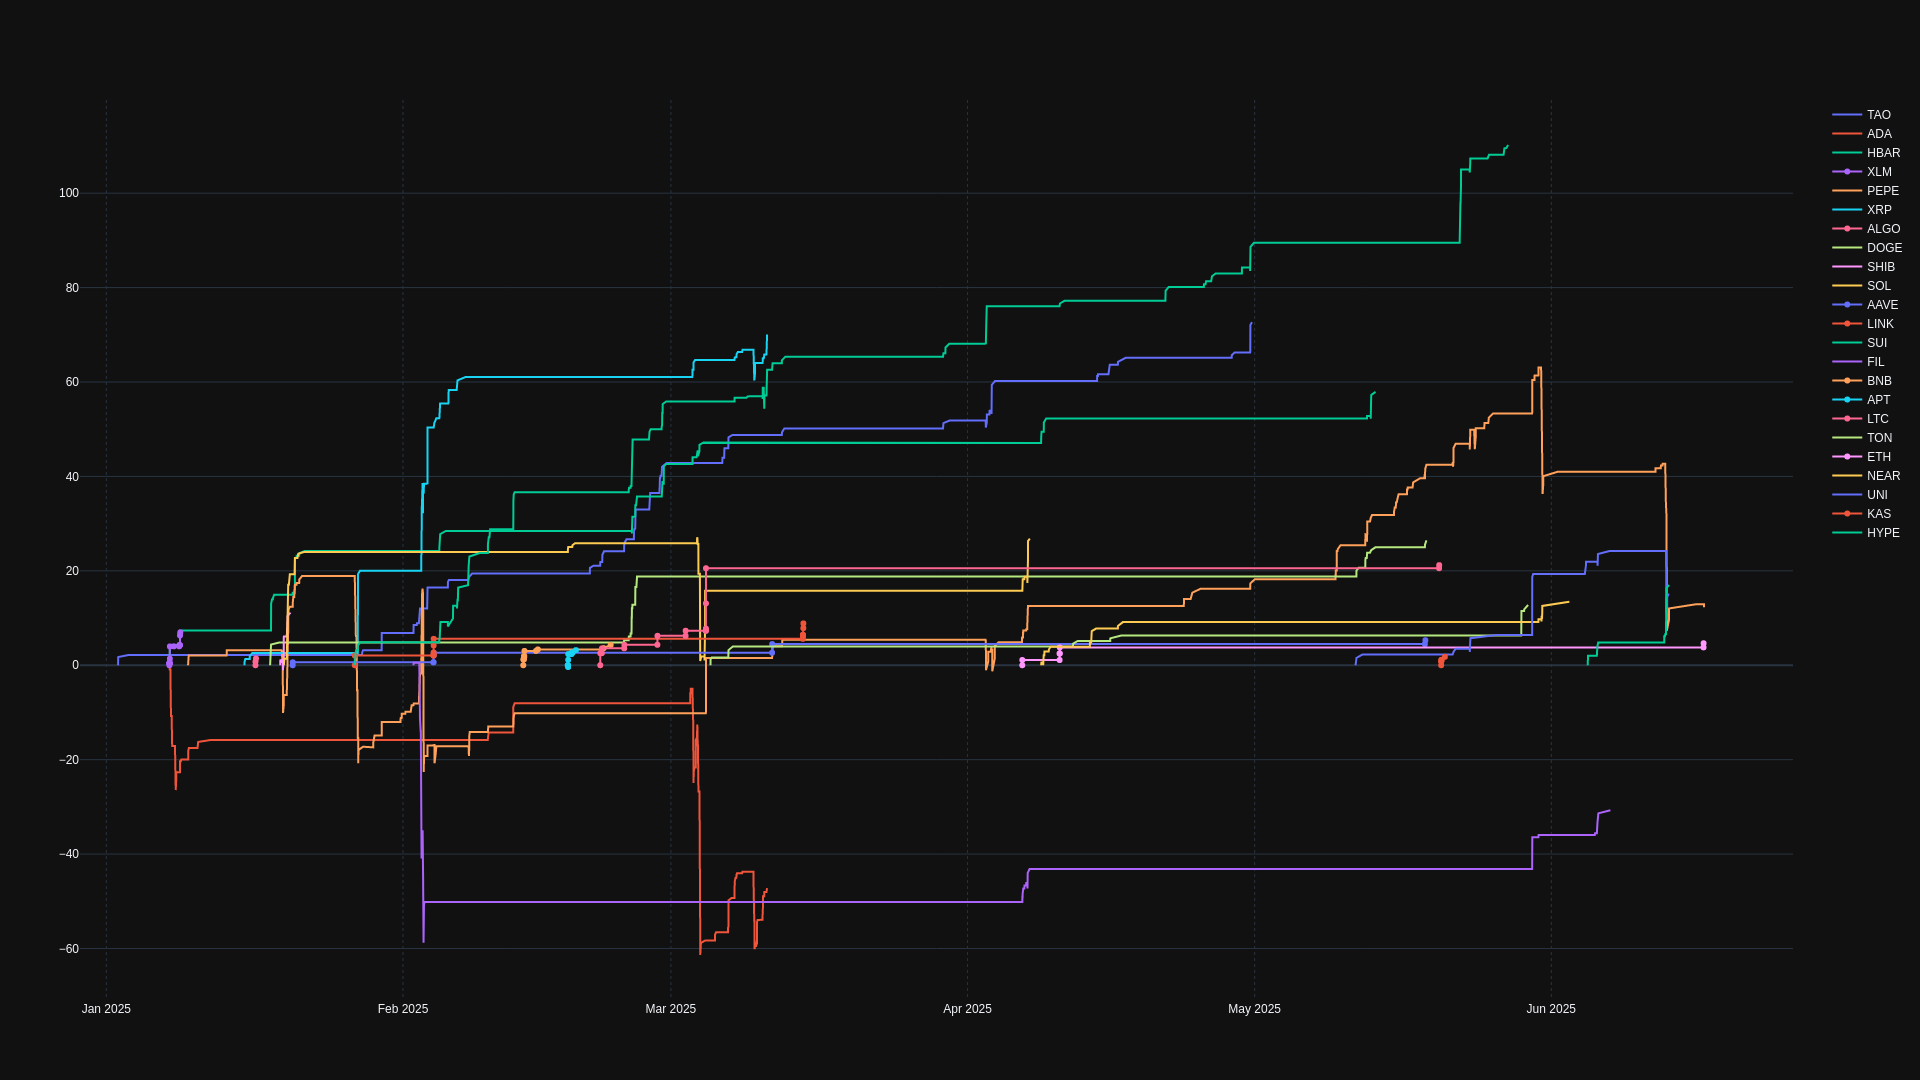 100
80
60
40
20
0
−20
−40
−60
Jan 2025
Feb 2025
Mar 2025
Apr 2025
May 2025
Jun 2025
TAO
ADA
HBAR
XLM
PEPE
XRP
ALGO
DOGE
SHIB
SOL
AAVE
LINK
SUI
FIL
BNB
APT
LTC
TON
ETH
NEAR
UNI
KAS
HYPE